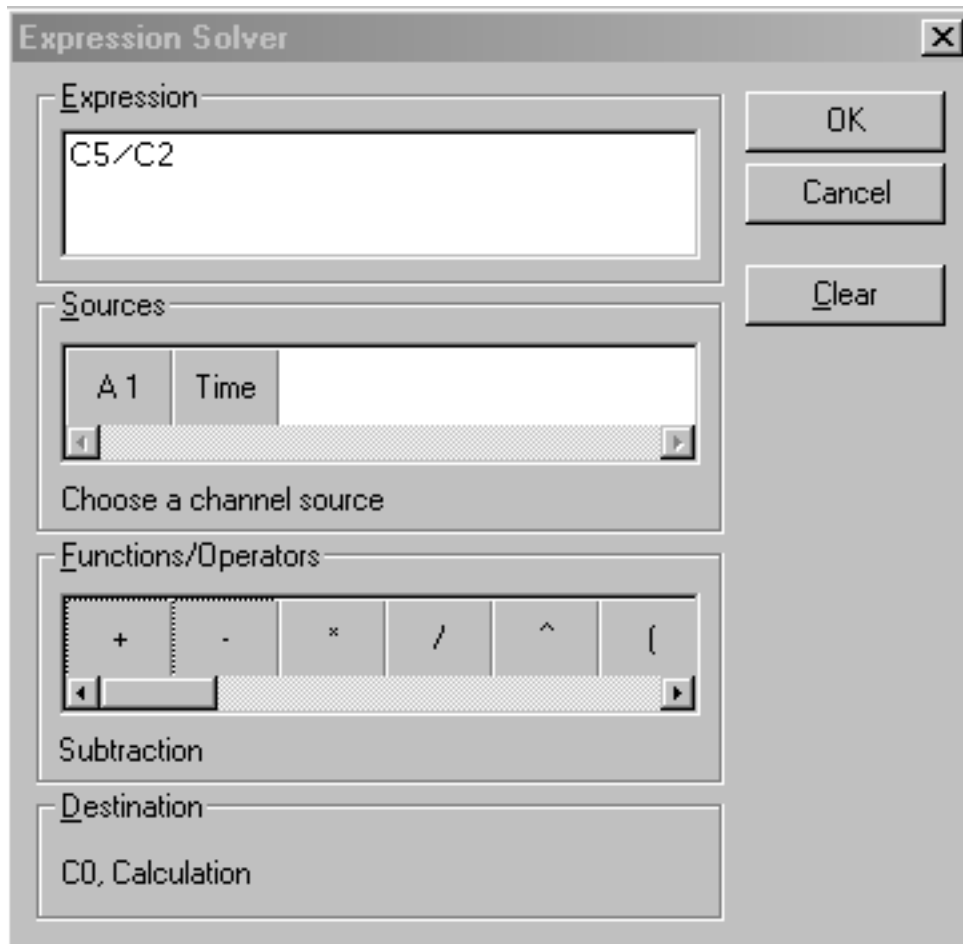 Expression Solver
Expression
C5/C2
OK
Cancel
Clear
Sources
A 1 Time
Choose a channel source
Functions/Operators
+ - * / ^ (
Subtraction
Destination
C0, Calculation